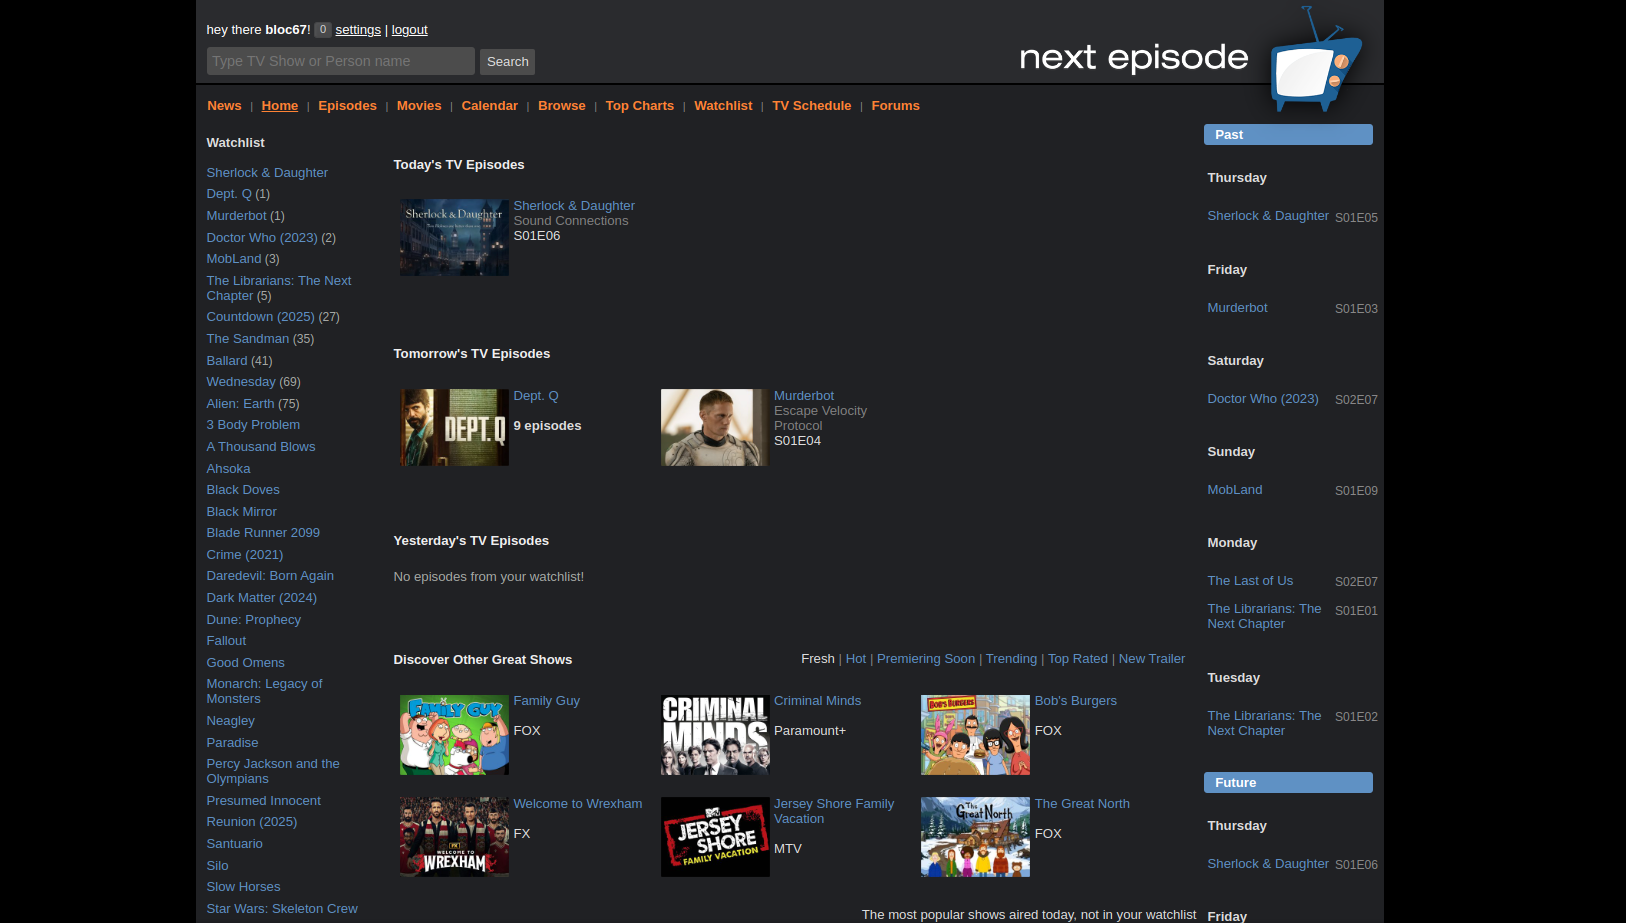 hey there bloc67! 0 settings | logout
Type TV Show or Person name Search
next episode
News | Home | Episodes | Movies | Calendar | Browse | Top Charts | Watchlist | TV Schedule | Forums
Watchlist
Sherlock & Daughter
Dept. Q (1)
Murderbot (1)
Doctor Who (2023) (2)
MobLand (3)
The Librarians: The Next
Chapter (5)
Countdown (2025) (27)
The Sandman (35)
Ballard (41)
Wednesday (69)
Alien: Earth (75)
3 Body Problem
A Thousand Blows
Ahsoka
Black Doves
Black Mirror
Blade Runner 2099
Crime (2021)
Daredevil: Born Again
Dark Matter (2024)
Dune: Prophecy
Fallout
Good Omens
Monarch: Legacy of
Monsters
Neagley
Paradise
Percy Jackson and the
Olympians
Presumed Innocent
Reunion (2025)
Santuario
Silo
Slow Horses
Star Wars: Skeleton Crew
Today's TV Episodes
Sherlock & Daughter
Sherlock & Daughter
Sound Connections
S01E06
Tomorrow's TV Episodes
DEPT. Q
Dept. Q
9 episodes
Murderbot
Escape Velocity
Protocol
S01E04
Yesterday's TV Episodes
No episodes from your watchlist!
Discover Other Great Shows
Fresh | Hot | Premiering Soon | Trending | Top Rated | New Trailer
FAMILY GUY
Family Guy
FOX
CRIMINAL
MINDS
Criminal Minds
Paramount+
BOB'S BURGERS
Bob's Burgers
FOX
WELCOME TO
WREXHAM
Welcome to Wrexham
FX
JERSEY
SHORE
FAMILY VACATION
Jersey Shore Family
Vacation
MTV
The
Great North
The Great North
FOX
The most popular shows aired today, not in your watchlist
Past
Thursday
Sherlock & Daughter S01E05
Friday
Murderbot S01E03
Saturday
Doctor Who (2023) S02E07
Sunday
MobLand S01E09
Monday
The Last of Us S02E07
The Librarians: The S01E01
Next Chapter
Tuesday
The Librarians: The S01E02
Next Chapter
Future
Thursday
Sherlock & Daughter S01E06
Friday